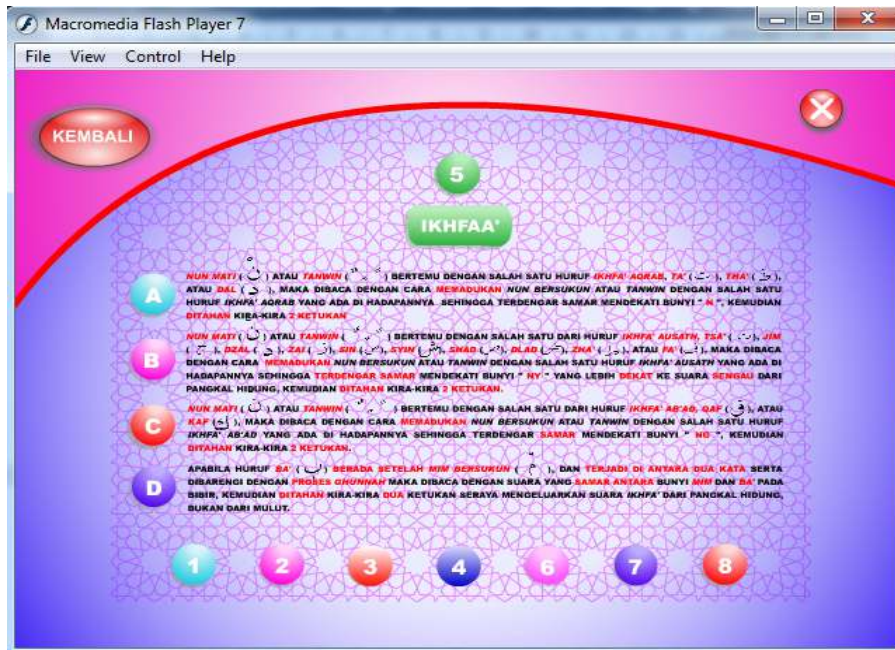 Macromedia Flash Player 7
File View Control Help
KEMBALI
5
IKHFAA'
A
NUN MATI ( نْ ) ATAU TANWIN ( ـًـٍـٌ ) BERTEMU DENGAN SALAH SATU HURUF IKHFA' AQRAB, TA' ( ت ), THA' ( ط ),
ATAU DAL ( د ), MAKA DIBACA DENGAN CARA MEMADUKAN NUN BERSUKUN ATAU TANWIN DENGAN SALAH SATU
HURUF IKHFA' AQRAB YANG ADA DI HADAPANNYA SEHINGGA TERDENGAR SAMAR MENDEKATI BUNYI " N ", KEMUDIAN
DITAHAN KIRA-KIRA 2 KETUKAN
B
NUN MATI ( ن ) ATAU TANWIN ( ـًـٍـٌ ) BERTEMU DENGAN SALAH SATU DARI HURUF IKHFA' AUSATH, TSA' ( ث ), JIM
( ج ), DZAL ( ذ ), ZAI ( ز ), SIN ( س ), SYIN ( ش ), SHAD ( ص ), DLAD ( ض ), ZHA' ( ظ ), ATAU FA' ( ف ), MAKA DIBACA
DENGAN CARA MEMADUKAN NUN BERSUKUN ATAU TANWIN DENGAN SALAH SATU HURUF IKHFA' AUSATH YANG ADA DI
HADAPANNYA SEHINGGA TERDENGAR SAMAR MENDEKATI BUNYI " NY " YANG LEBIH DEKAT KE SUARA SENGAU DARI
PANGKAL HIDUNG, KEMUDIAN DITAHAN KIRA-KIRA 2 KETUKAN.
C
NUN MATI ( ن ) ATAU TANWIN ( ـًـٍـٌ ) BERTEMU DENGAN SALAH SATU DARI HURUF IKHFA' AB'AD, QAF ( ق ), ATAU
KAF ( ك ), MAKA DIBACA DENGAN CARA MEMADUKAN NUN BERSUKUN ATAU TANWIN DENGAN SALAH SATU HURUF
IKHFA' AB'AD YANG ADA DI HADAPANNYA SEHINGGA TERDENGAR SAMAR MENDEKATI BUNYI " NG ", KEMUDIAN
DITAHAN KIRA-KIRA 2 KETUKAN.
D
APABILA HURUF BA' ( ب ) BERADA SETELAH MIM BERSUKUN ( مْ ), DAN TERJADI DI ANTARA DUA KATA SERTA
DIBARENGI DENGAN PROSES GHUNNAH MAKA DIBACA DENGAN SUARA YANG SAMAR ANTARA BUNYI MIM DAN BA' PADA
BIBIR, KEMUDIAN DITAHAN KIRA-KIRA DUA KETUKAN SERAYA MENGELUARKAN SUARA IKHFA' DARI PANGKAL HIDUNG,
BUKAN DARI MULUT.
1 2 3 4 6 7 8